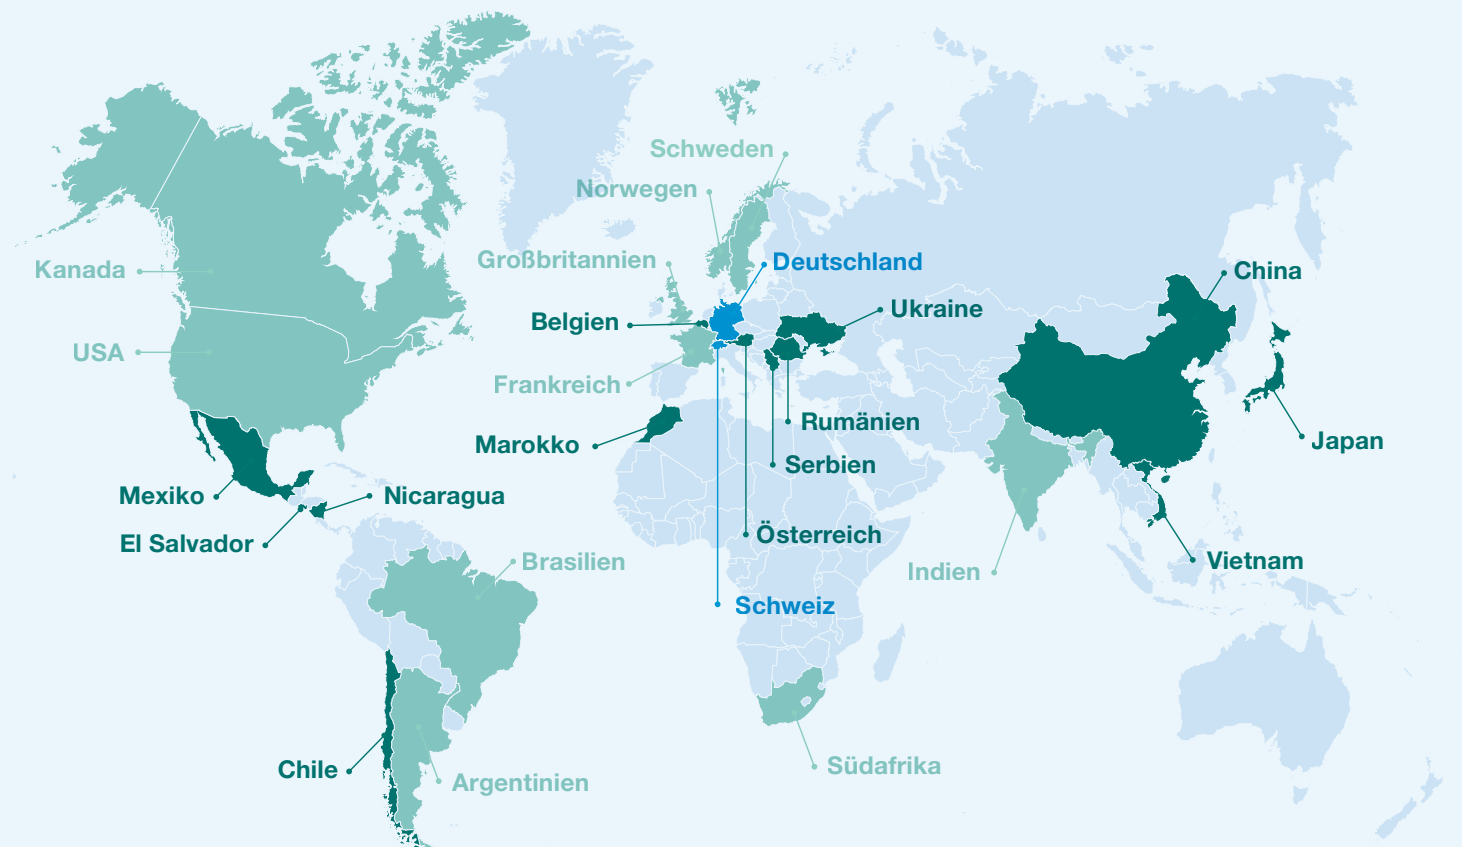 Schweden
Norwegen
Großbritannien
Deutschland
Kanada
China
Belgien
Ukraine
USA
Frankreich
Rumänien
Marokko
Japan
Serbien
Mexiko
Nicaragua
El Salvador
Österreich
Brasilien
Indien
Vietnam
Schweiz
Chile
Südafrika
Argentinien